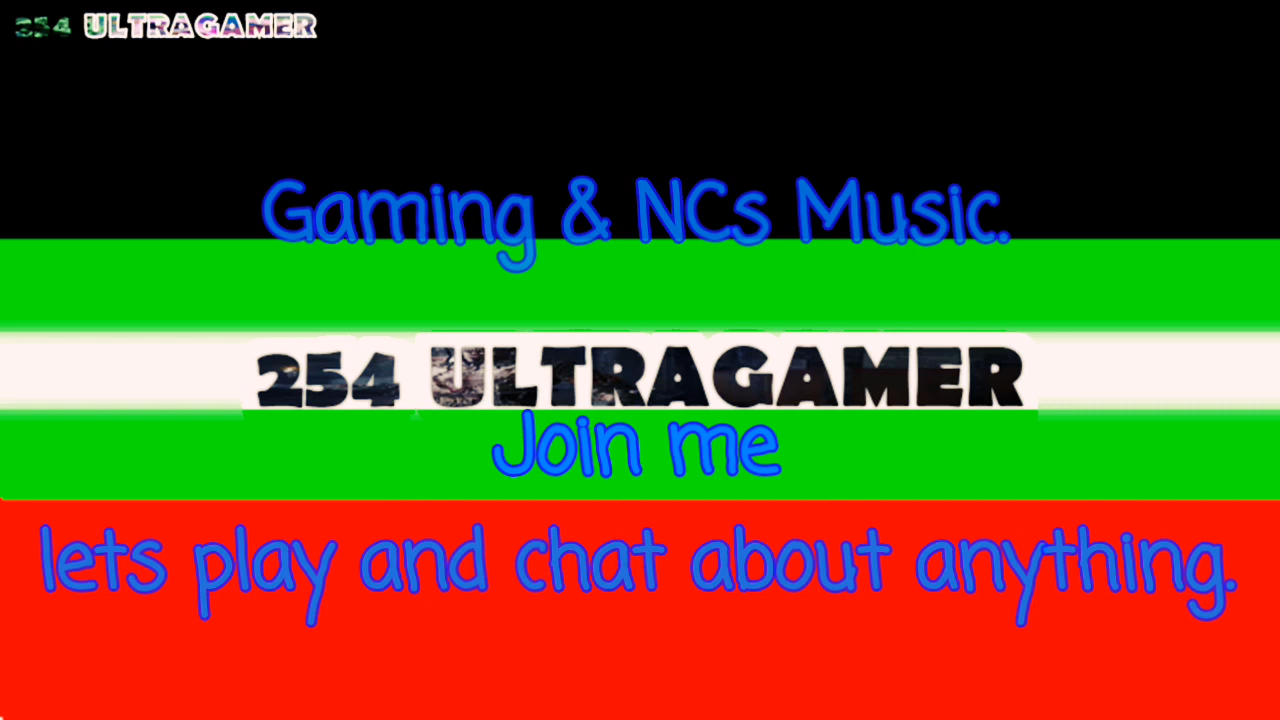 254 ULTRAGAMER
Gaming & NCs Music.
254 ULTRAGAMER
Join me
lets play and chat about anything.